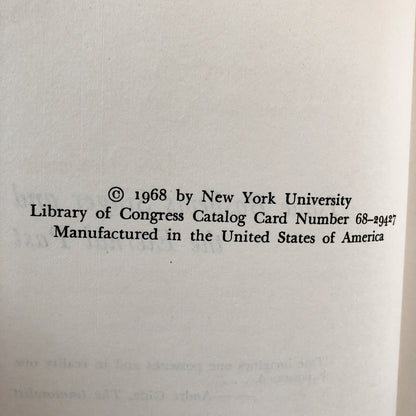 © 1968 by New York University
Library of Congress Catalog Card Number 68–29427
Manufactured in the United States of America